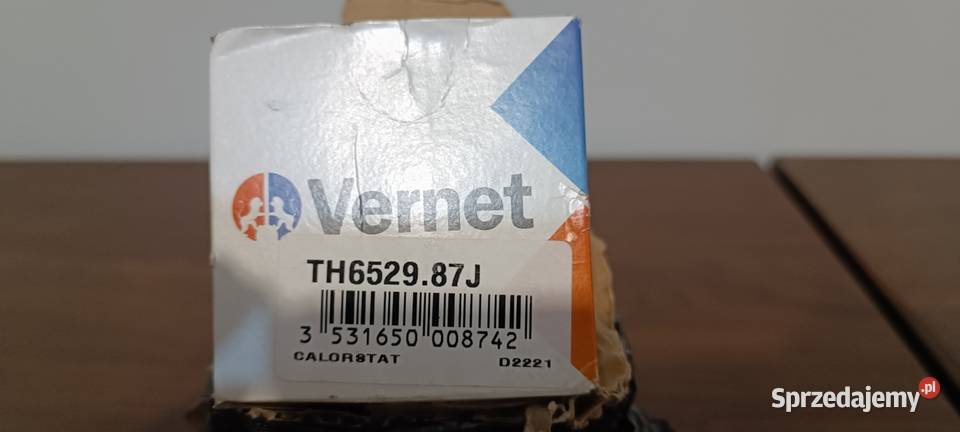 Vernet
TH6529.87J
3 531650 008742
CALORSTAT D2221
Sprzedajemy.pl